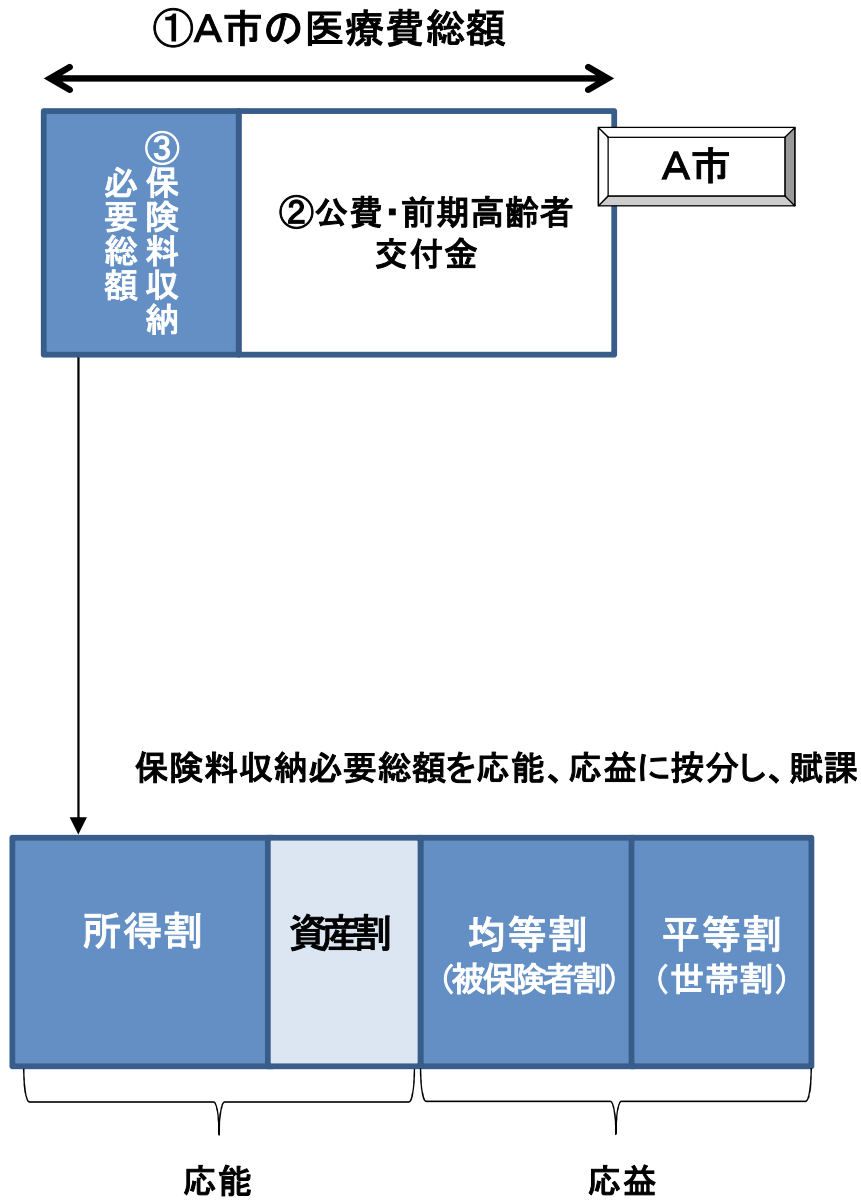 ①A市の医療費総額
③保険料収納
必要総額
②公費・前期高齢者
交付金
A市
保険料収納必要総額を応能、応益に按分し、賦課
所得割
資産割
均等割
(被保険者割)
平等割
（世帯割）
応能
応益